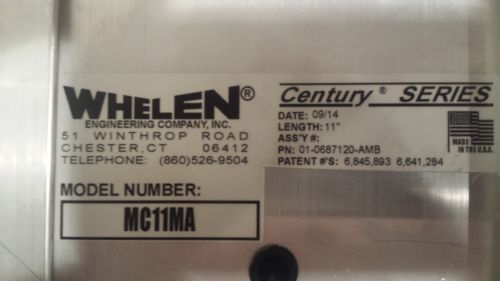 WHELEN®
ENGINEERING COMPANY, INC.
51 WINTHROP ROAD
CHESTER, CT 06412
TELEPHONE: (860)526-9504
MODEL NUMBER:
MC11MA
Century® SERIES
DATE: 09/14
LENGTH: 11"
ASS'Y #:
PN: 01-0687120-AMB
PATENT #'S: 6,845,893 6,641,284
MADE
IN THE U.S.A.